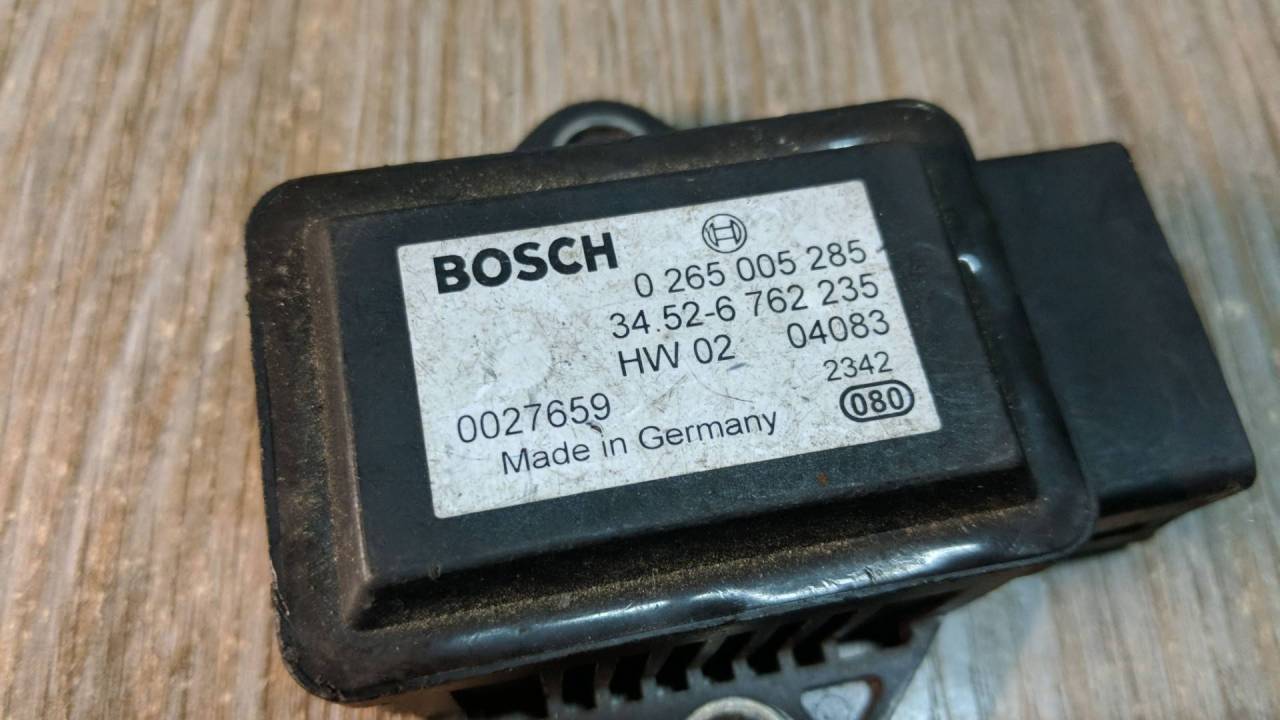 BOSCH
0 265 005 285
34.52-6 762 235
HW 02 04083
2342
0027659
080
Made in Germany